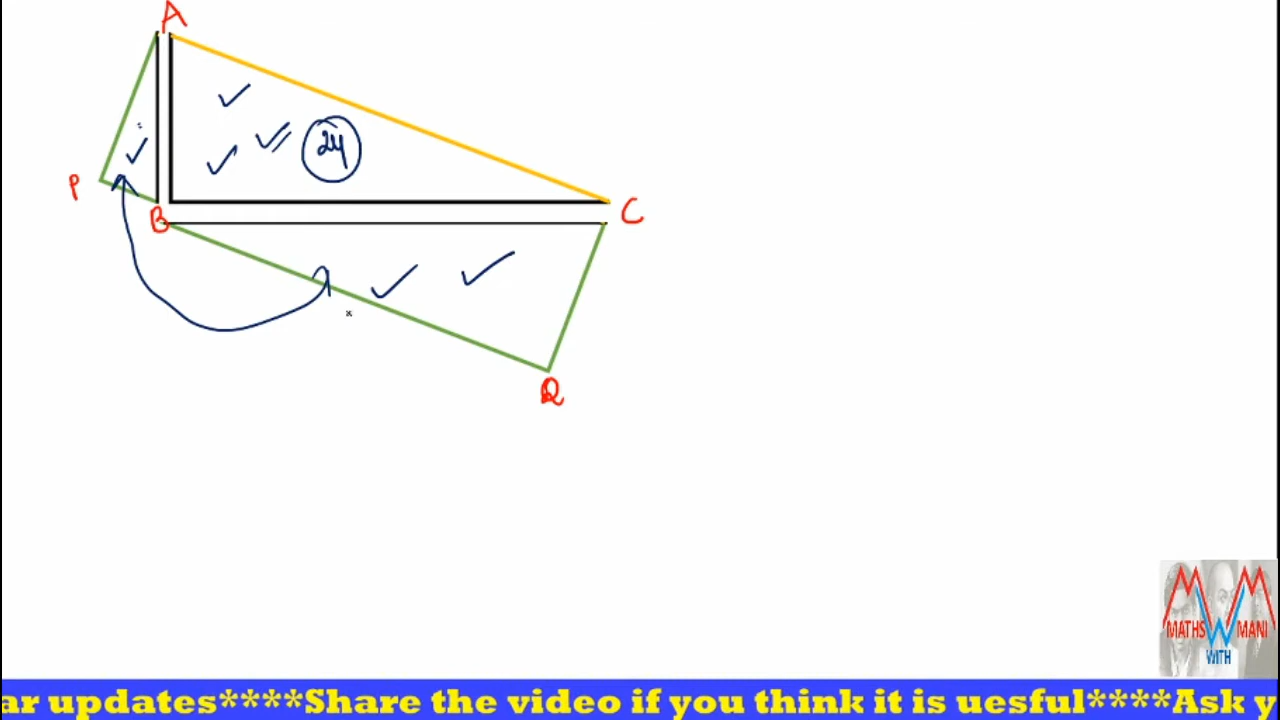 A
24
P
B
C
Q
MATHS MANI
WITH
ar updates****Share the video if you think it is uesful****Ask y